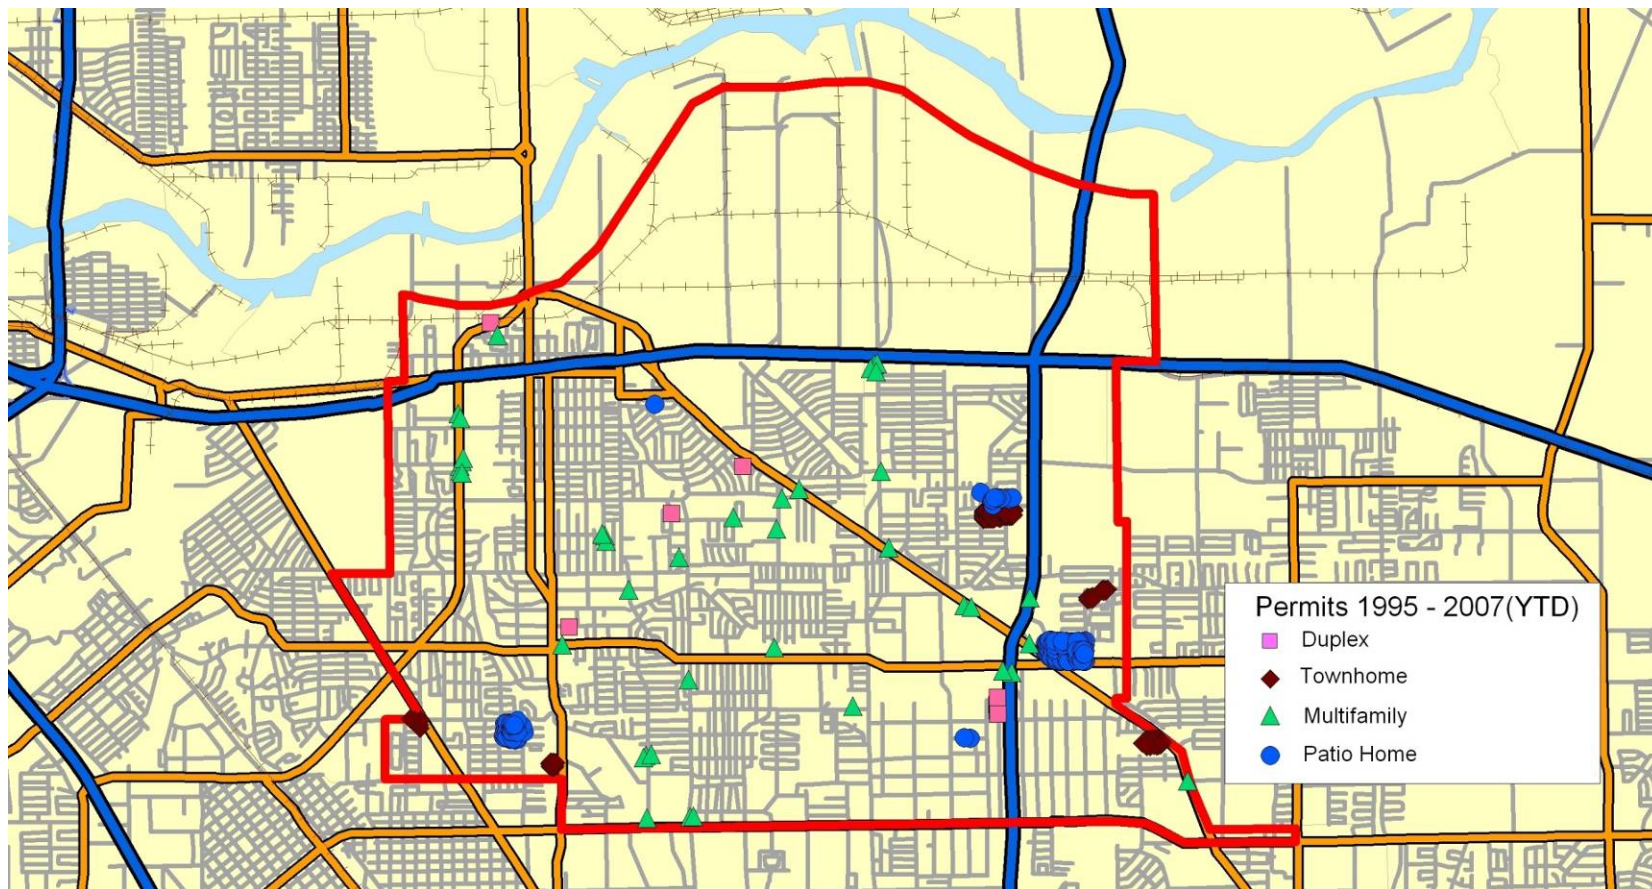 Permits 1995 - 2007(YTD)
Duplex
Townhome
Multifamily
Patio Home